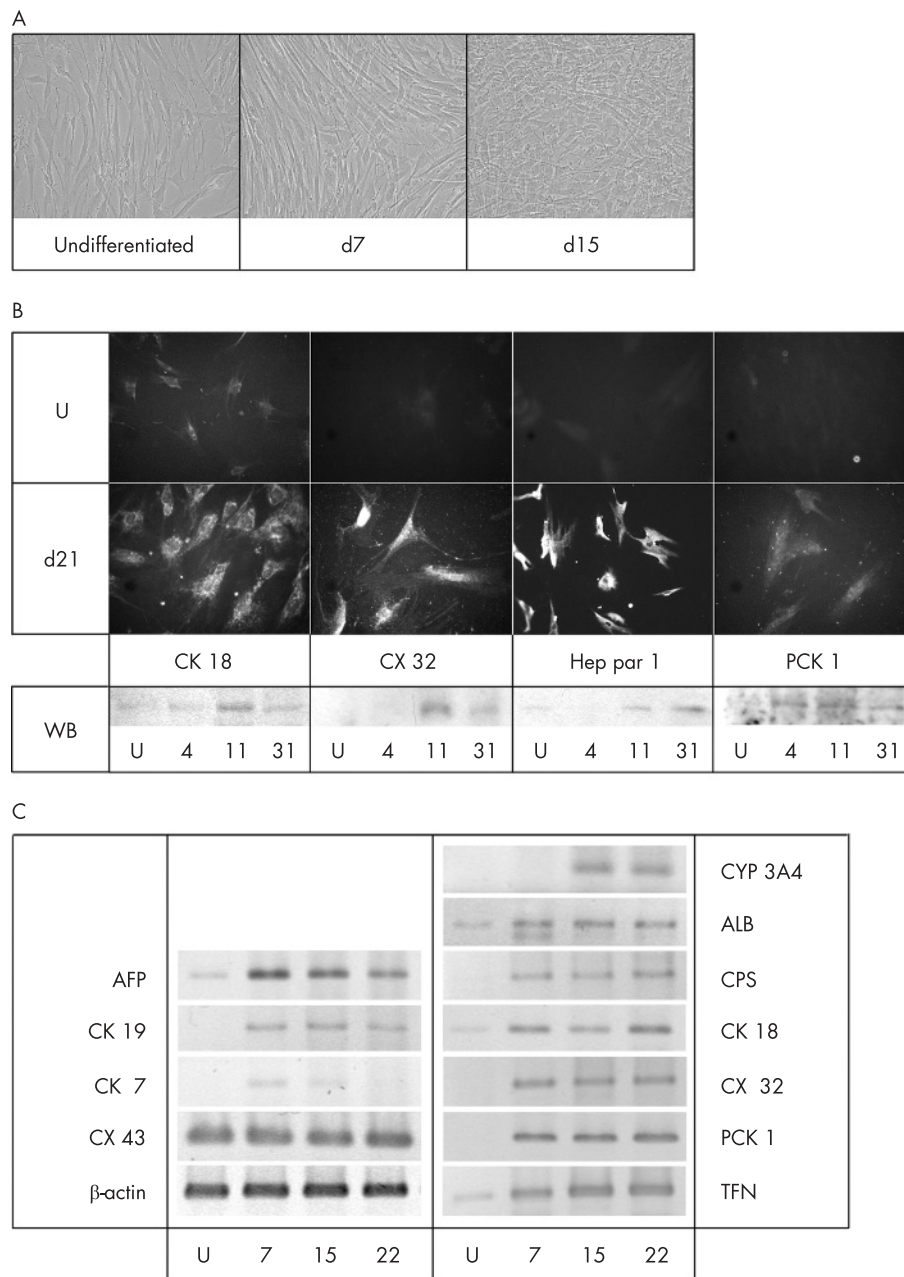 A
Undifferentiated d7 d15
B
U
d21
CK 18 CX 32 Hep par 1 PCK 1
WB
U 4 11 31 U 4 11 31 U 4 11 31 U 4 11 31
C
CYP 3A4
ALB
AFP CPS
CK 19 CK 18
CK 7 CX 32
CX 43 PCK 1
β-actin TFN
U 7 15 22 U 7 15 22